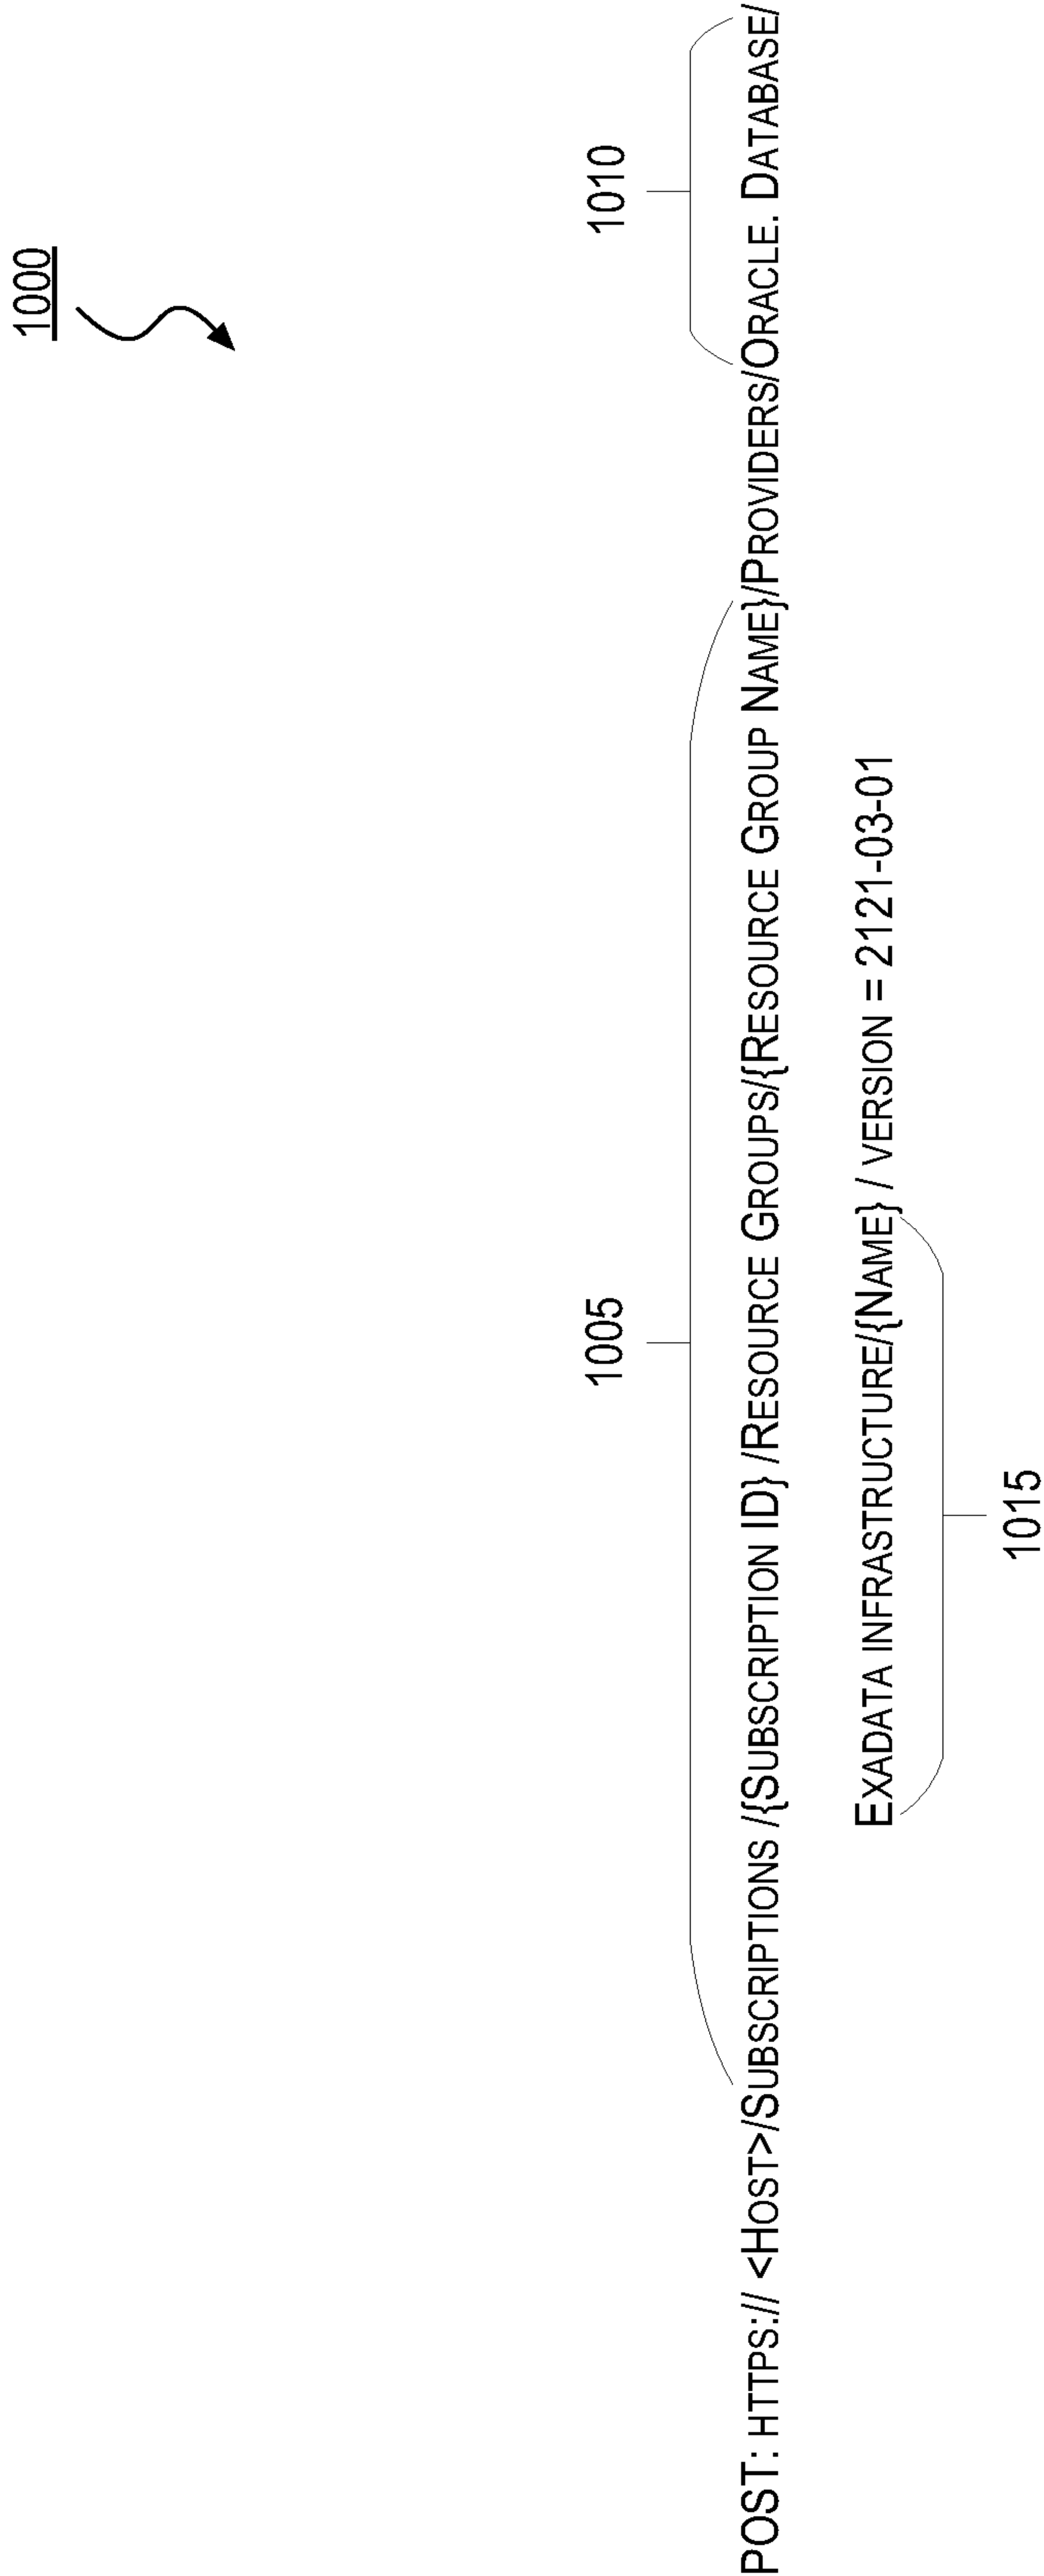 1000
1005
1010
POST: HTTPS:// <HOST>/SUBSCRIPTIONS /{SUBSCRIPTION ID} /RESOURCE GROUPS/{RESOURCE GROUP NAME}/PROVIDERS/ORACLE. DATABASE/
EXADATA INFRASTRUCTURE/{NAME} / VERSION = 2121-03-01
1015